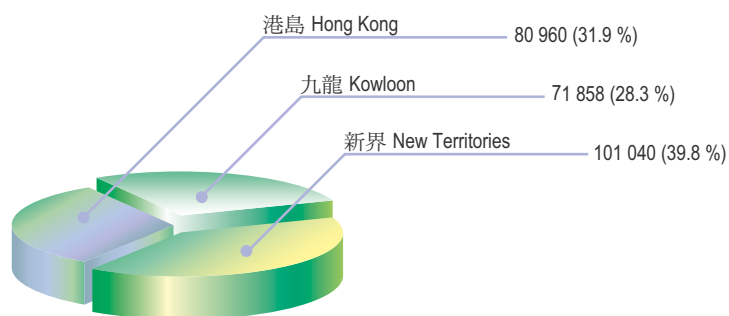 港島 Hong Kong 80 960 (31.9 %)
九龍 Kowloon 71 858 (28.3 %)
新界 New Territories 101 040 (39.8 %)